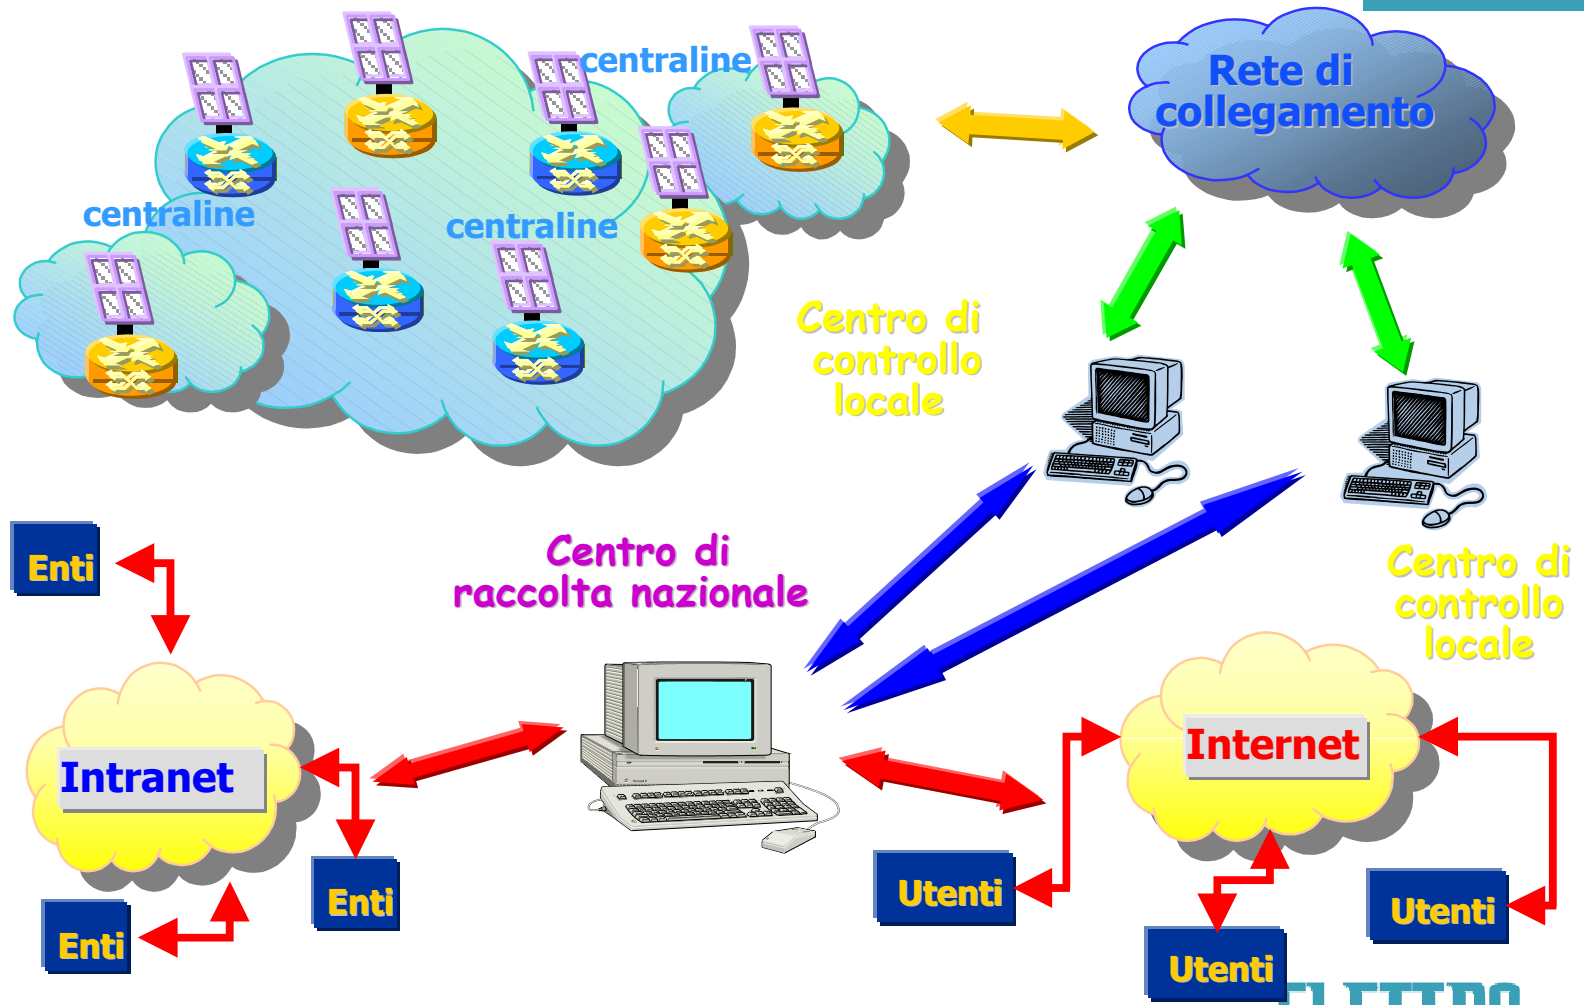 centraline
Rete di
collegamento
centraline
centraline
Centro di
controllo
locale
Centro di
raccolta nazionale
Centro di
controllo
locale
Enti
Intranet
Internet
Enti
Enti
Utenti
Utenti
Utenti